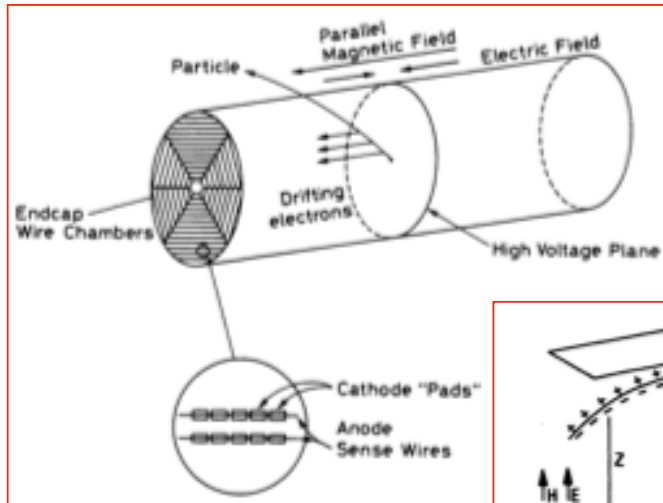 Parallel
Magnetic Field
Particle
Electric Field
Endcap
Wire Chambers
Drifting
electrons
High Voltage Plane
Cathode "Pads"
Anode
Sense Wires
Z
H E